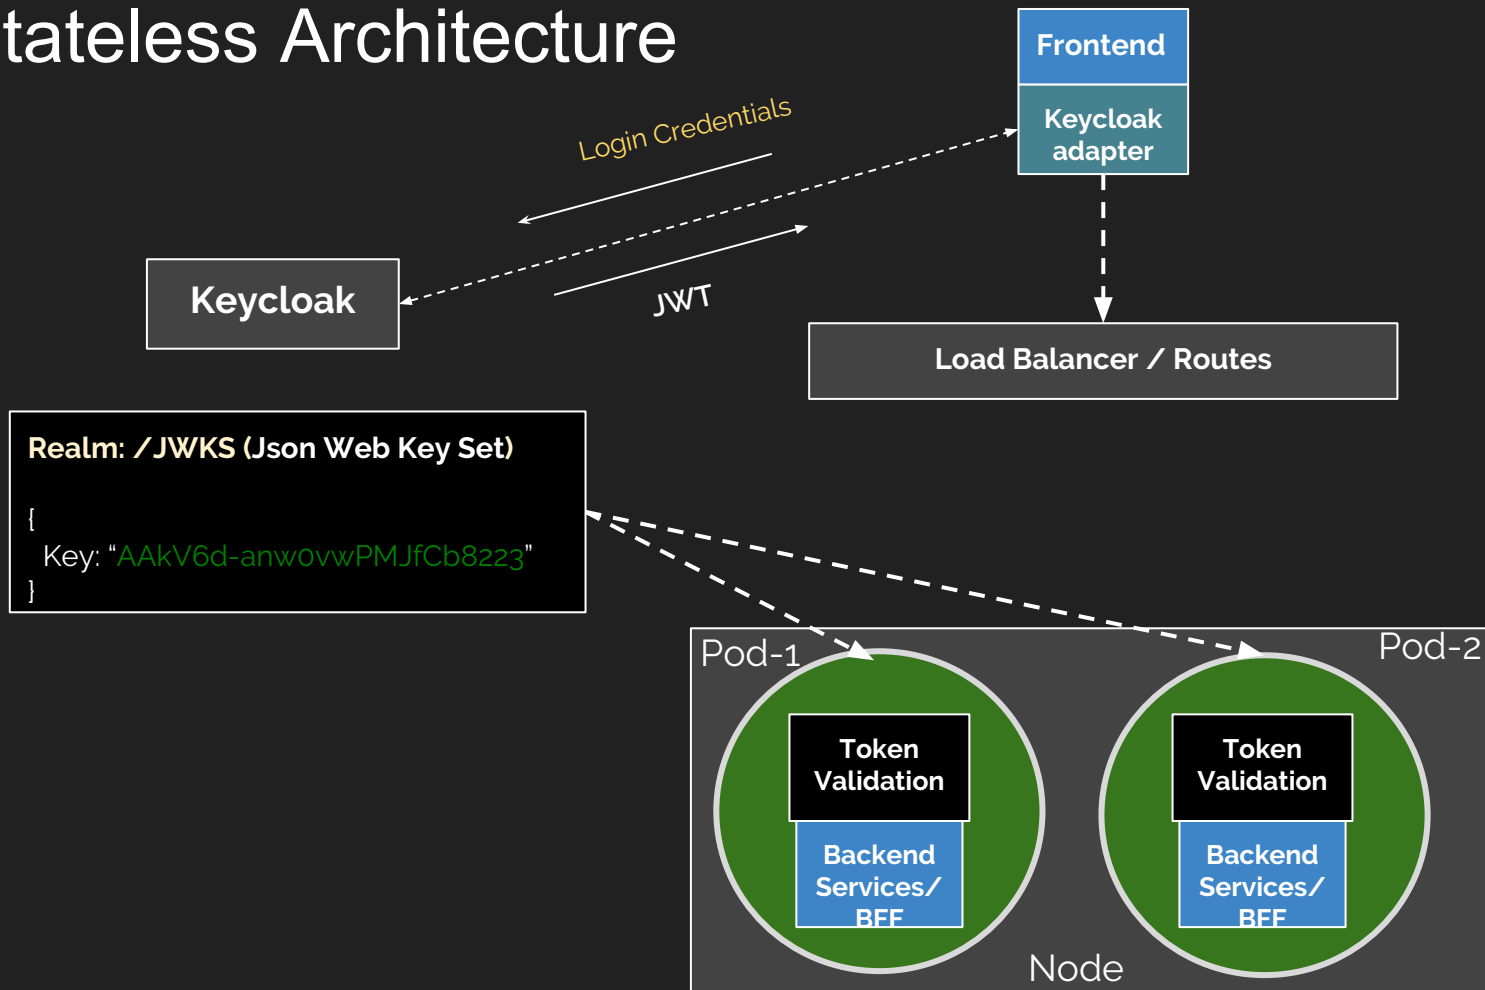 tateless Architecture
Frontend
Keycloak
adapter
Login Credentials
JWT
Keycloak
Load Balancer / Routes
Realm: /JWKS (Json Web Key Set)
{
Key: “AAkV6d-anw0vwPMJfCb8223”
}
Pod-1
Pod-2
Token
Validation
Backend
Services/
BFF
Token
Validation
Backend
Services/
BFF
Node